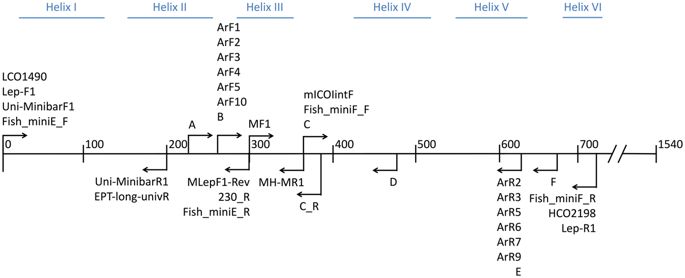 Helix I Helix II Helix III Helix IV Helix V Helix VI
ArF1
ArF2
ArF3
ArF4
ArF5
ArF10
LCO1490
Lep-F1
Uni-MinibarF1
Fish_miniE_F
A
B
MF1
mICOIintF
Fish_miniF_F
C
0 100 200 300 400 500 600 700 1540
Uni-MinibarR1
EPT-long-univR
MLepF1-Rev
230_R
Fish_miniE_R
MH-MR1
C_R
D
ArR2
ArR3
ArR5
ArR6
ArR7
ArR9
E
F
Fish_miniF_R
HCO2198
Lep-R1